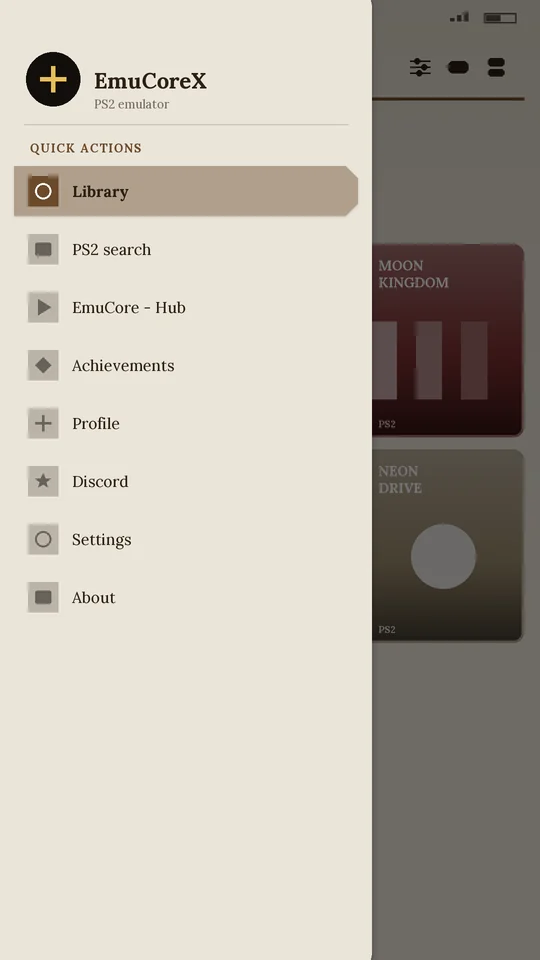 EmuCoreX
PS2 emulator
QUICK ACTIONS
Library
PS2 search
EmuCore - Hub
Achievements
Profile
Discord
Settings
About
MOON
KINGDOM
PS2
NEON
DRIVE
PS2